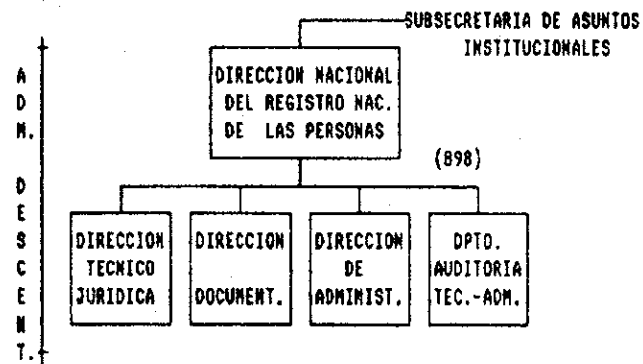 SUBSECRETARIA DE ASUNTOS
INSTITUCIONALES
DIRECCION NACIONAL
DEL REGISTRO NAC.
DE LAS PERSONAS
(898)
DIRECCION
TECNICO
JURIDICA
DIRECCION
DOCUMENT.
DIRECCION
DE
ADMINIST.
DPTO.
AUDITORIA
TEC.-ADM.
A
D
M.
D
E
S
C
E
N
T.